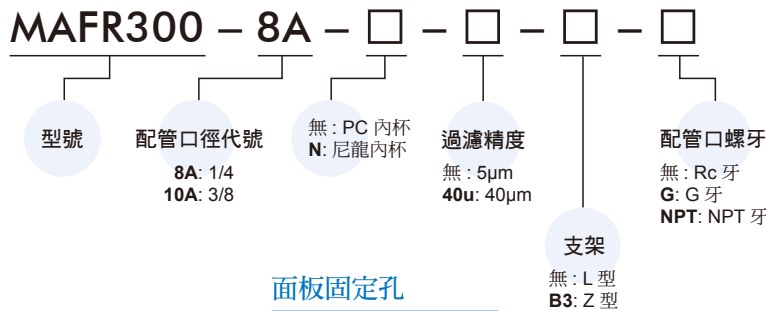 MAFR300 – 8A – □ – □ – □ – □
型號
配管口徑代號
8A: 1/4
10A: 3/8
無 : PC 內杯
N: 尼龍內杯
過濾精度
無 : 5μm
40u: 40μm
支架
無 : L 型
B3: Z 型
配管口螺牙
無 : Rc 牙
G: G 牙
NPT: NPT 牙
面板固定孔